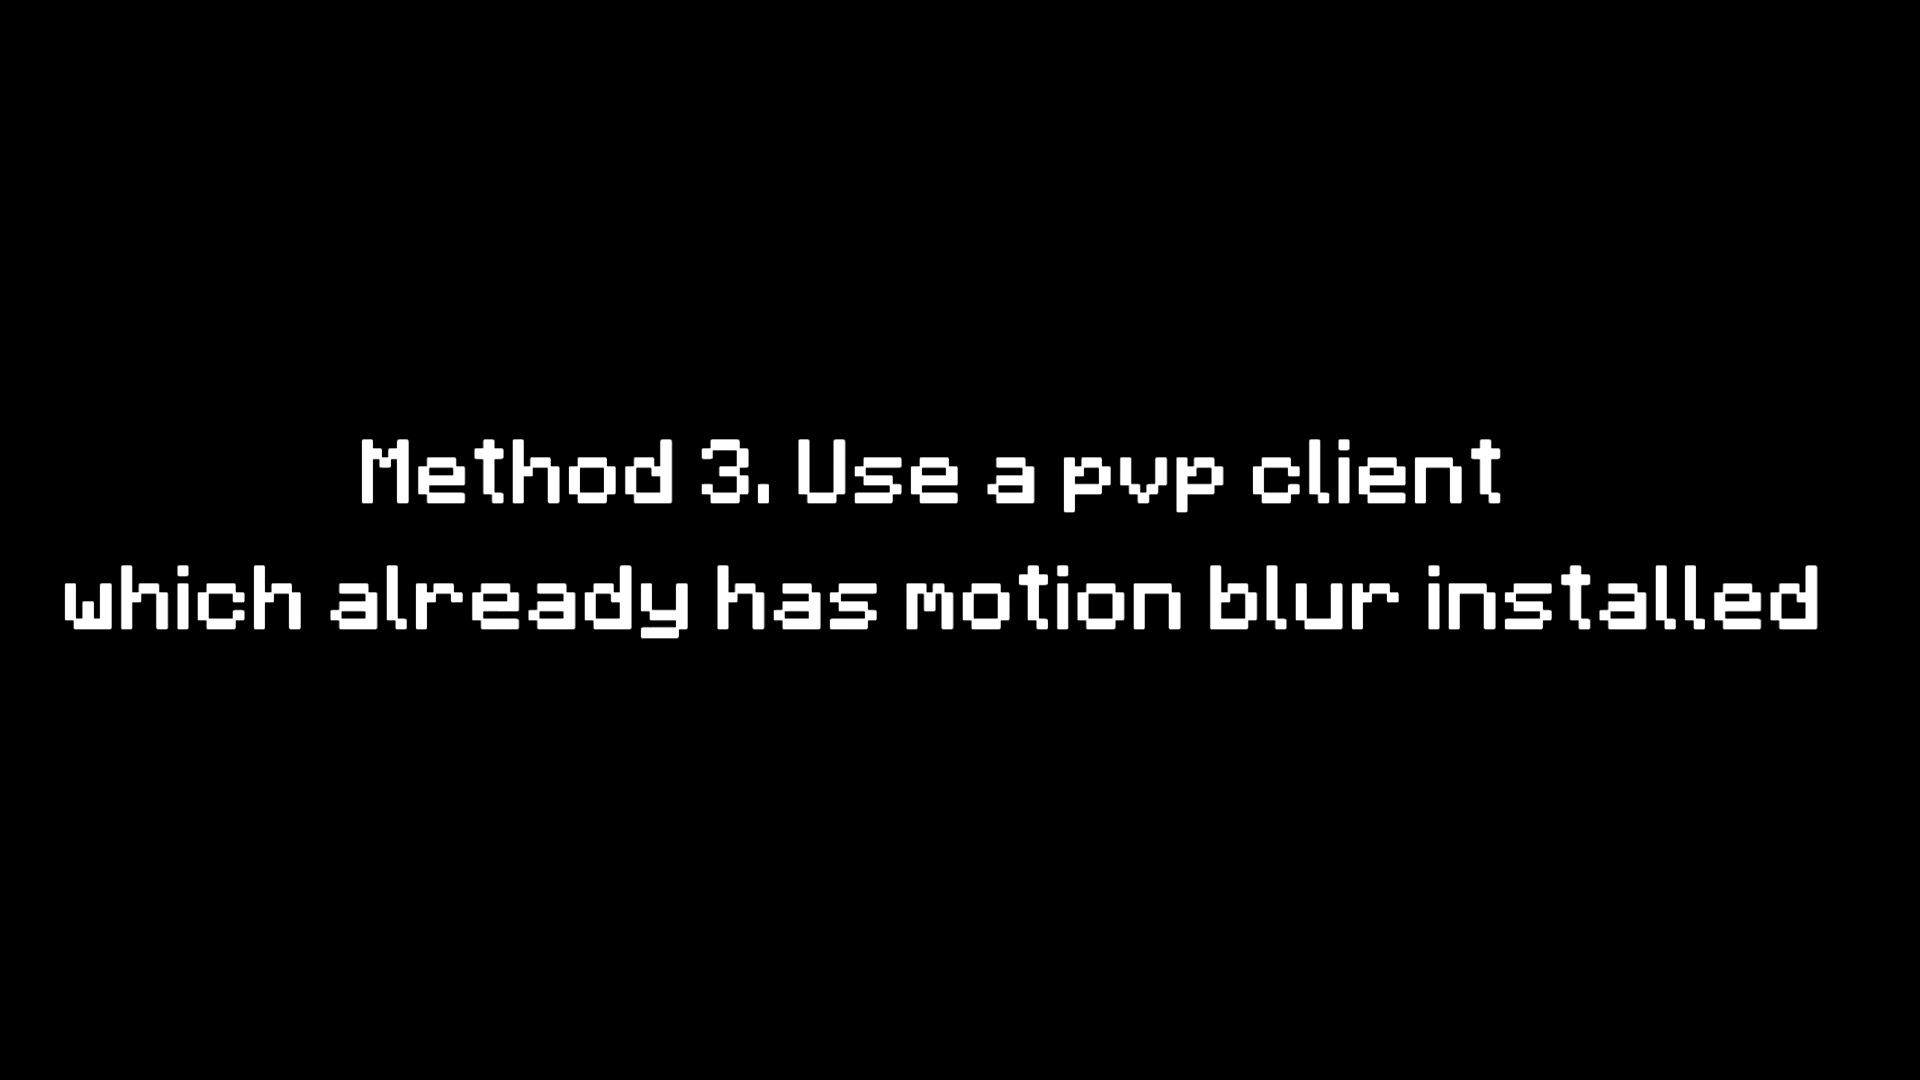 Method 3. Use a pvp client
which already has motion blur installed